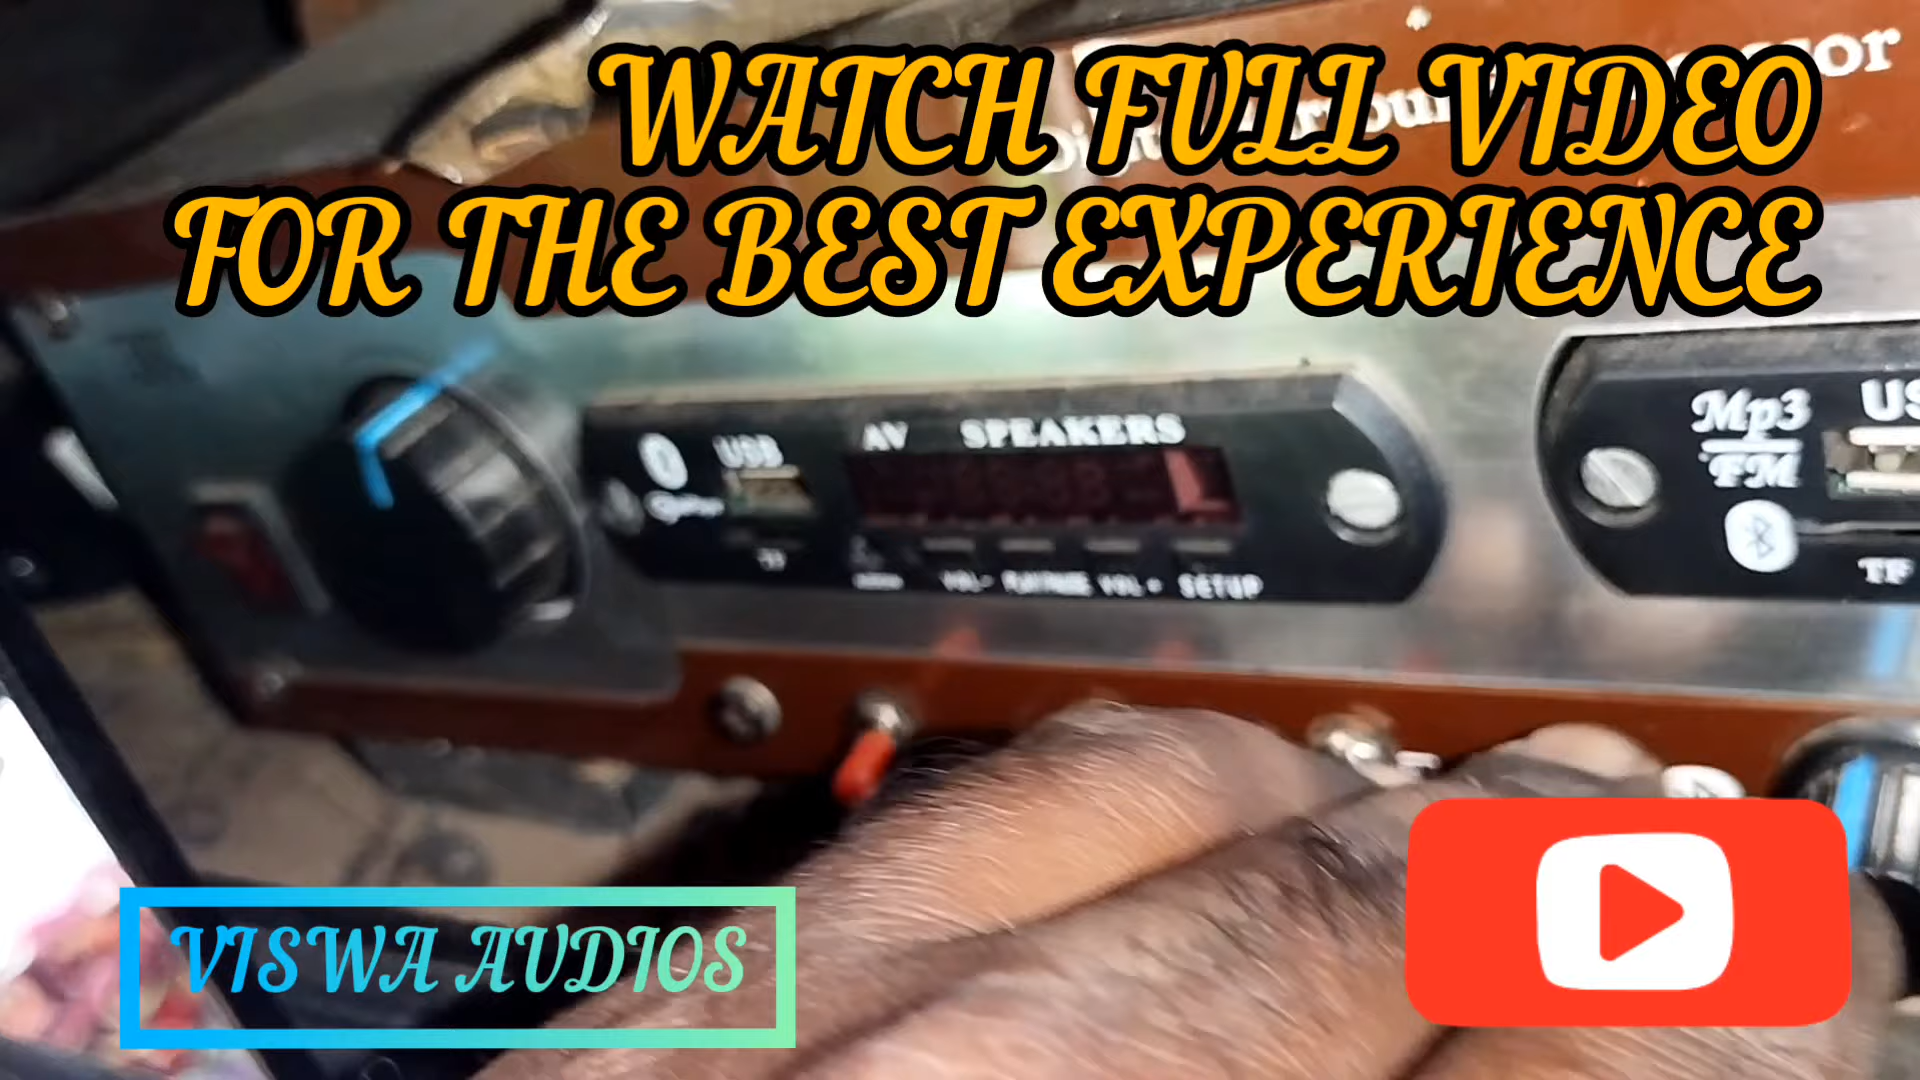 WATCH FULL VIDEO
FOR THE BEST EXPERIENCE
USB
AV SPEAKERS
VOL- VOL+ SETUP
Mp3
FM
TF
VISWA AUDIOS